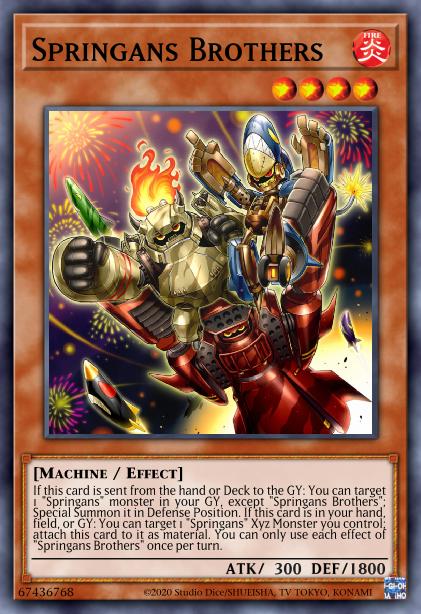 Springans Brothers
FIRE
炎
[Machine / Effect]
If this card is sent from the hand or Deck to the GY: You can target
1 "Springans" monster in your GY, except "Springans Brothers";
Special Summon it in Defense Position. If this card is in your hand,
field, or GY: You can target 1 "Springans" Xyz Monster you control;
attach this card to it as material. You can only use each effect of
"Springans Brothers" once per turn.
ATK/ 300 DEF/1800
67436768
©2020 Studio Dice/SHUEISHA, TV TOKYO, KONAMI